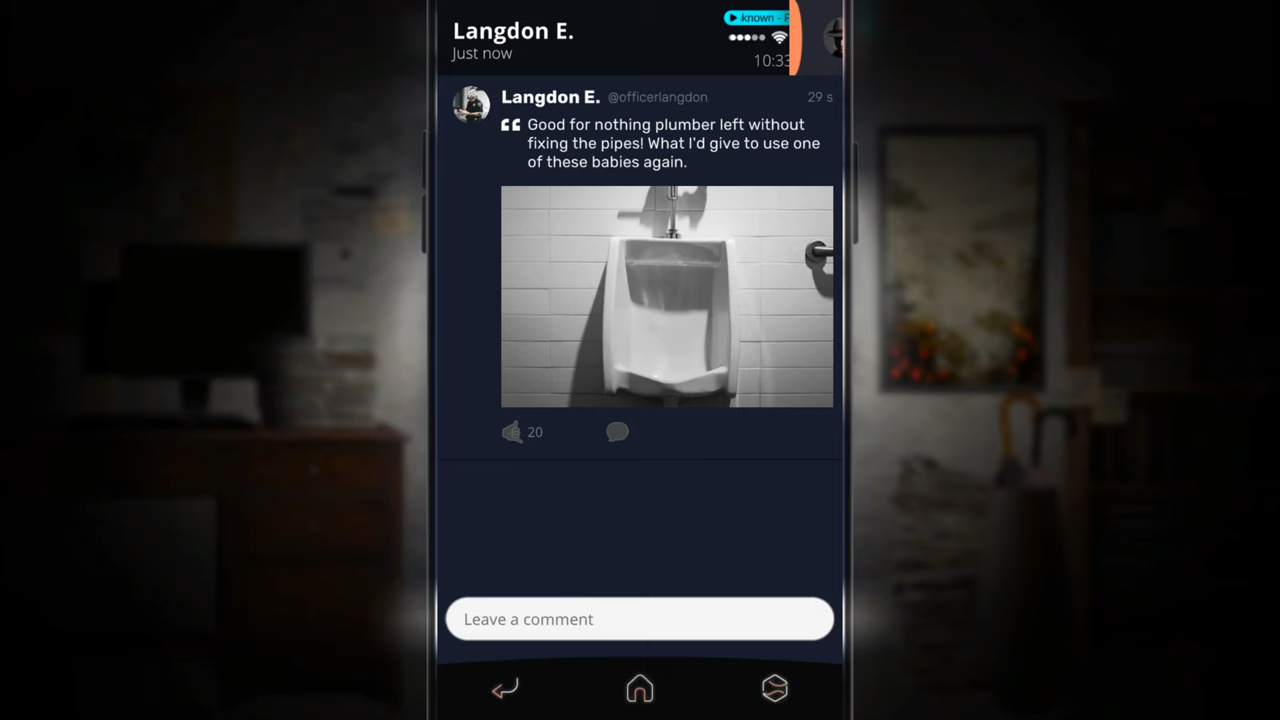 Langdon E.
known -
Just now
10:33
Langdon E. @officerlangdon 29 s
Good for nothing plumber left without
fixing the pipes! What I'd give to use one
of these babies again.
20
Leave a comment